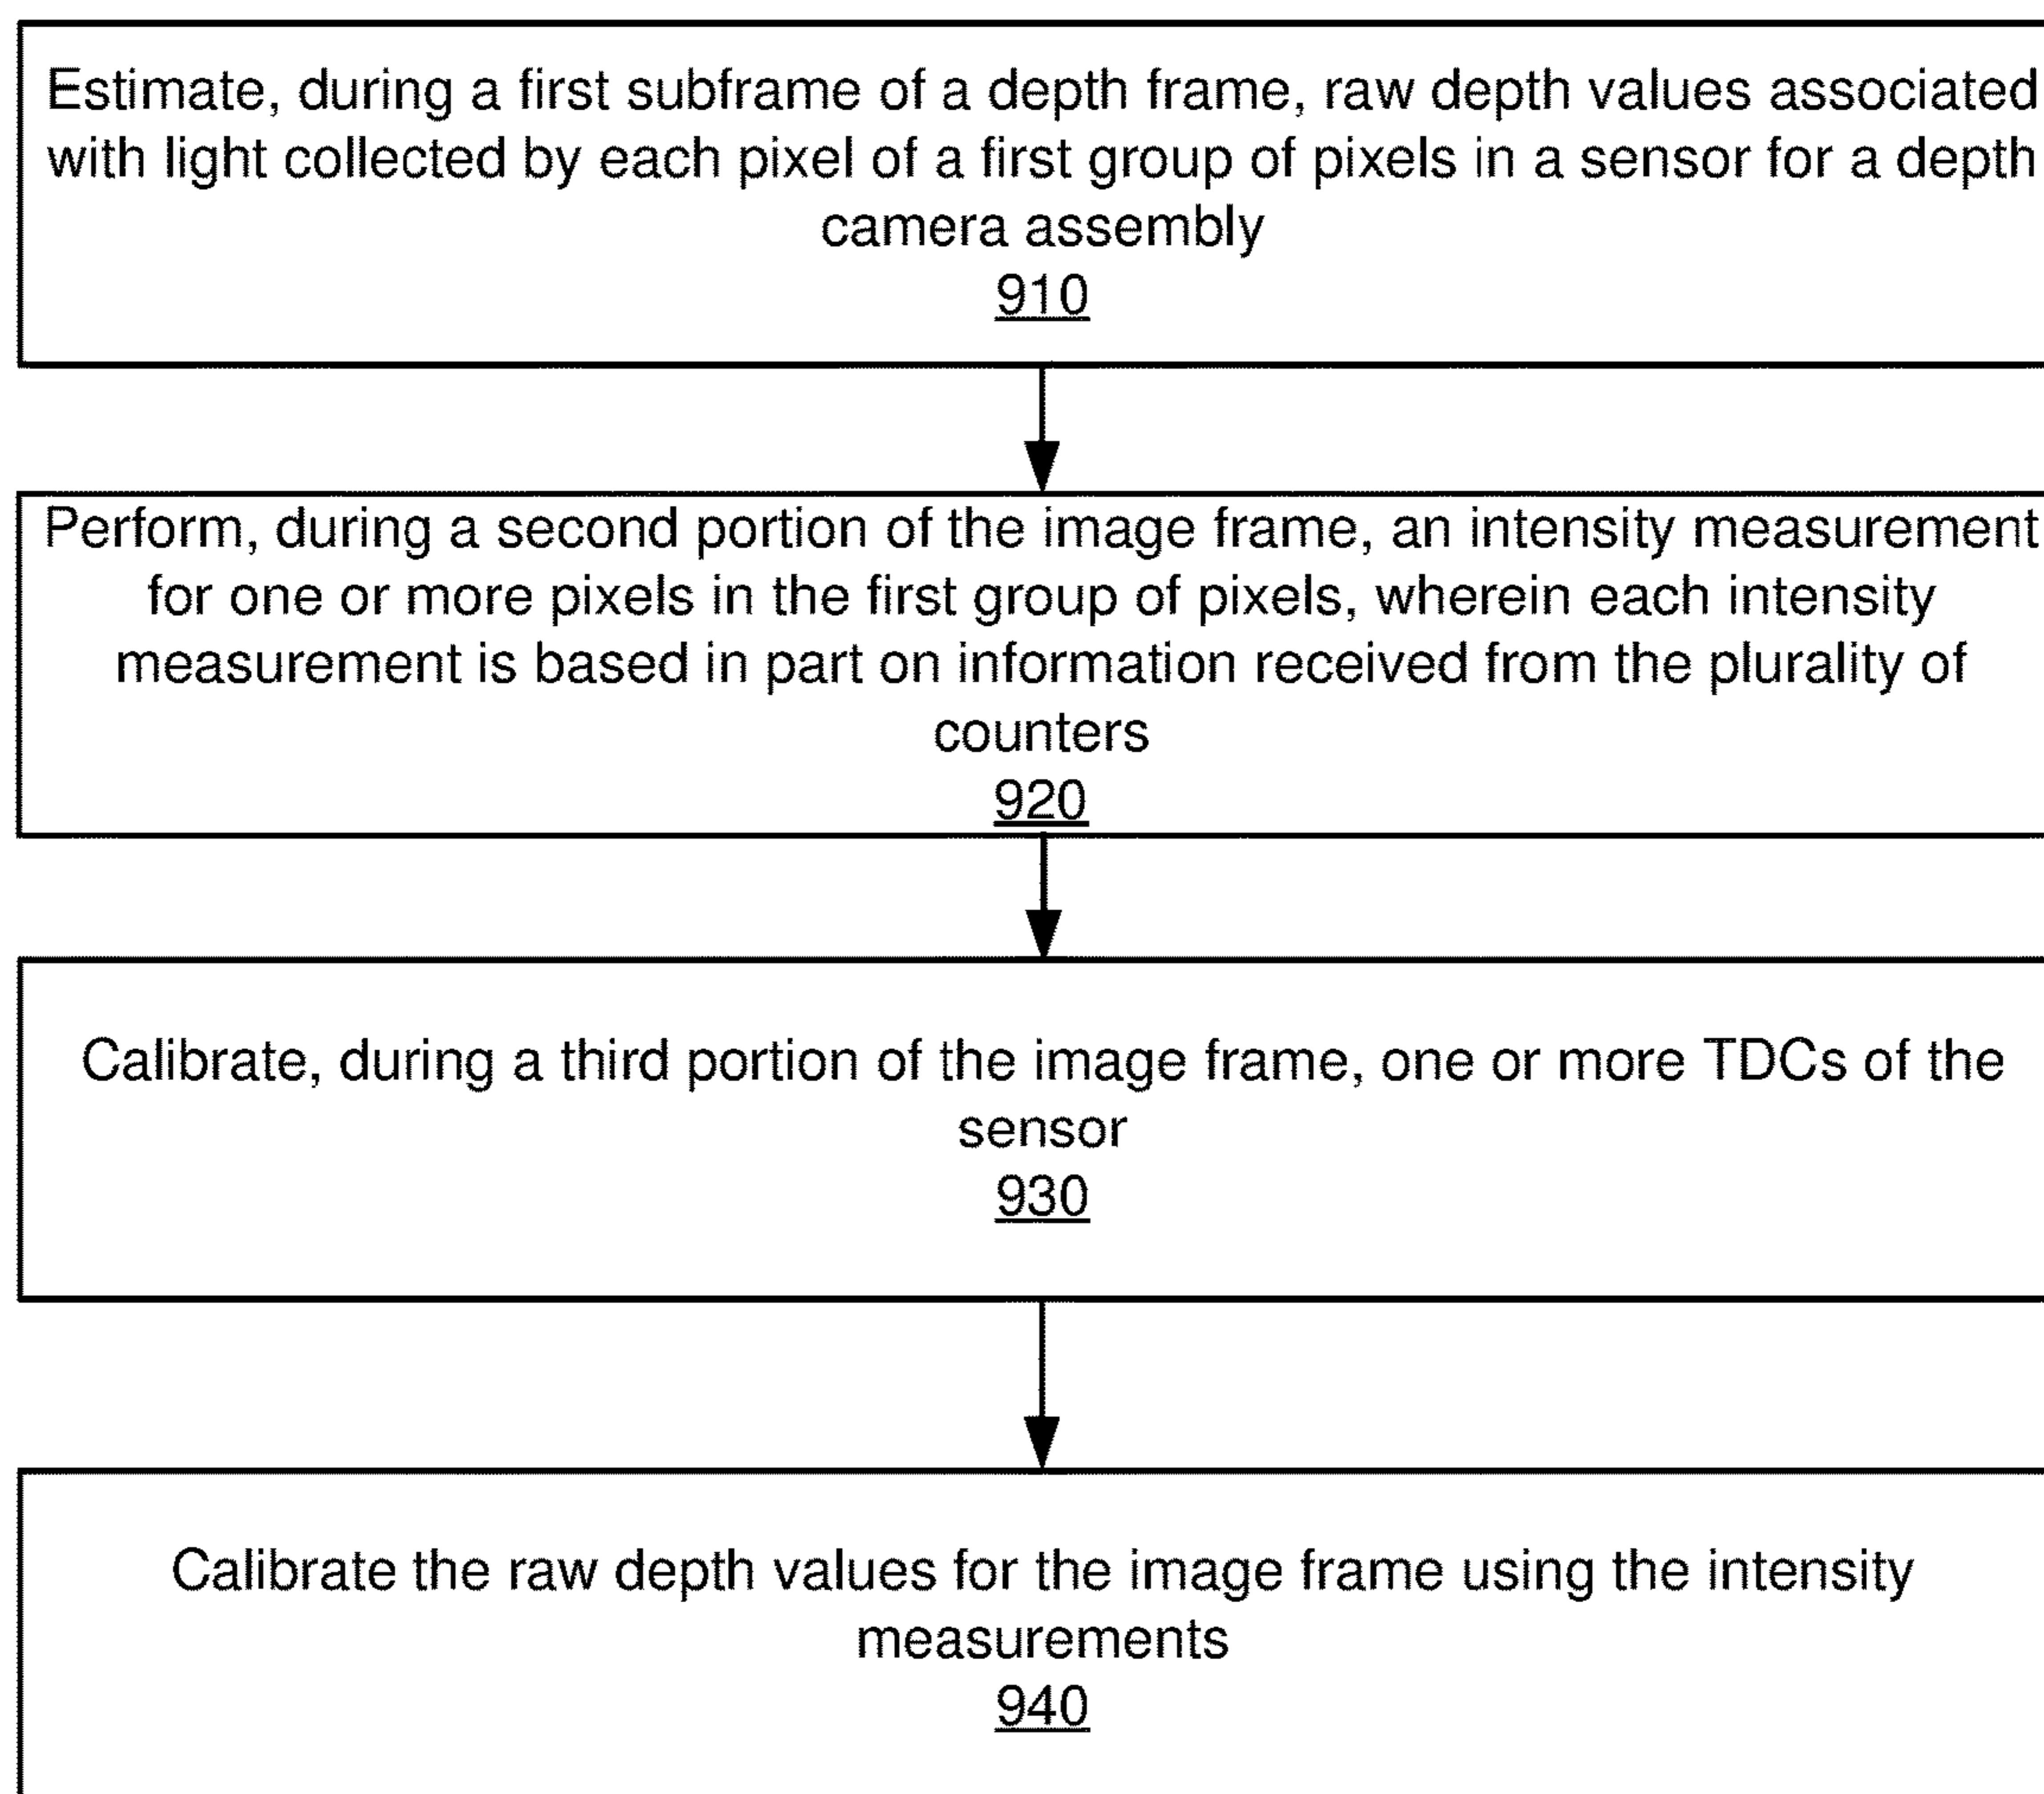 Estimate, during a first subframe of a depth frame, raw depth values associated
with light collected by each pixel of a first group of pixels in a sensor for a depth
camera assembly
910
Perform, during a second portion of the image frame, an intensity measurement
for one or more pixels in the first group of pixels, wherein each intensity
measurement is based in part on information received from the plurality of
counters
920
Calibrate, during a third portion of the image frame, one or more TDCs of the
sensor
930
Calibrate the raw depth values for the image frame using the intensity
measurements
940